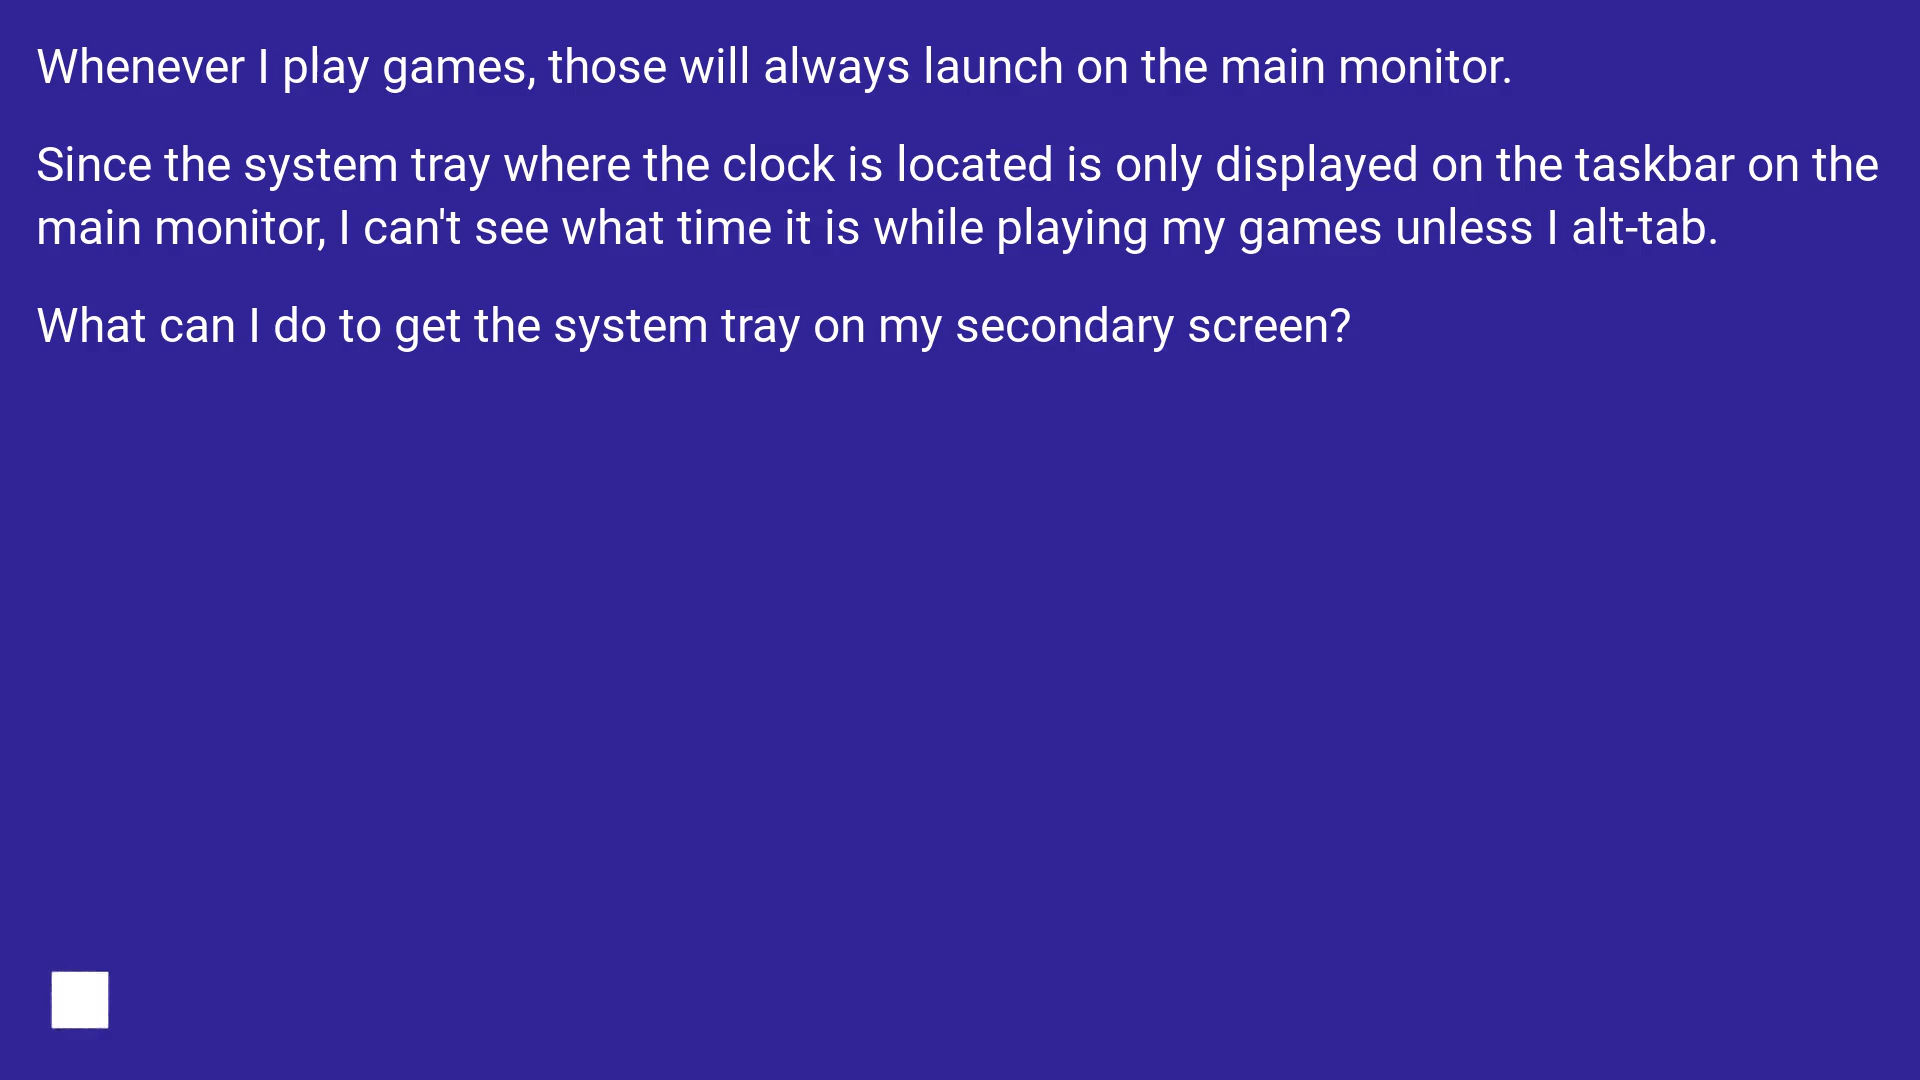 Whenever I play games, those will always launch on the main monitor.
Since the system tray where the clock is located is only displayed on the taskbar on the
main monitor, I can't see what time it is while playing my games unless I alt-tab.
What can I do to get the system tray on my secondary screen?